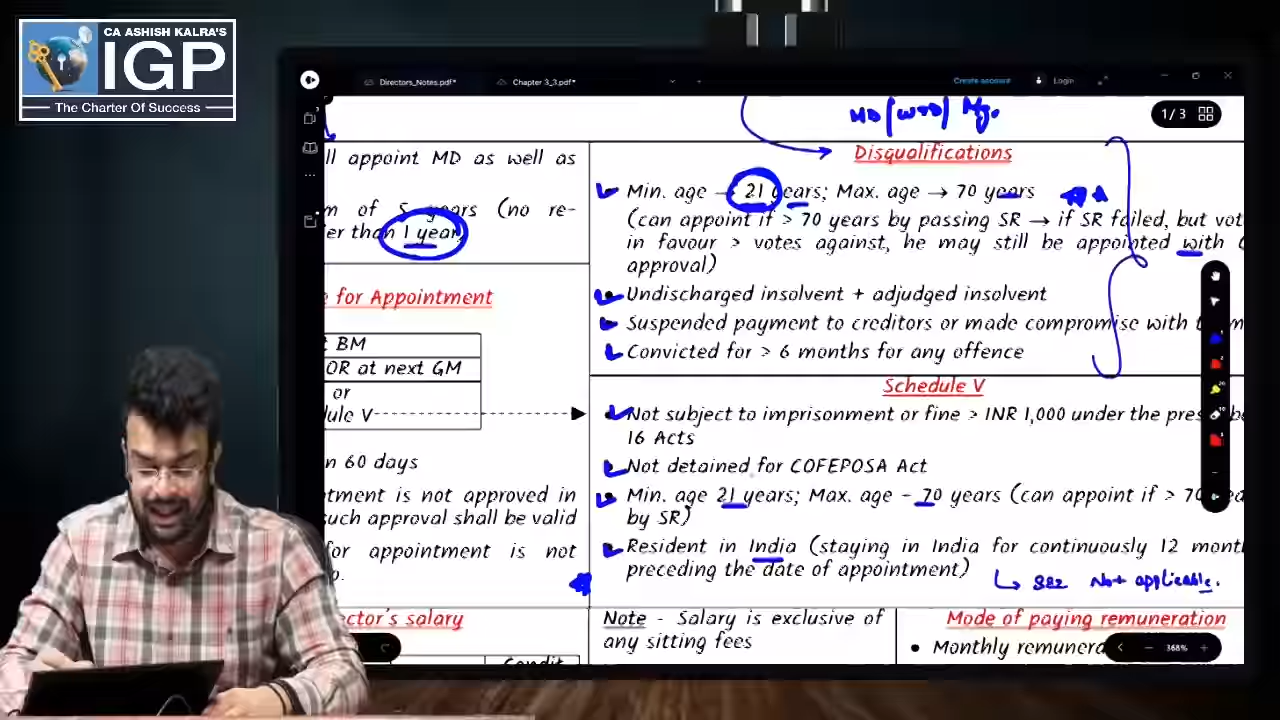 CA ASHISH KALRA'S
IGP
The Charter Of Success
Directors_Notes.pdf*
Chapter 3_3.pdf*
Create account
Login
1/3
MD/WTD/Mg.
ll appoint MD as well as
m of 5 years (no re-
er than 1 year
e for Appointment
t BM
OR at next GM
or
dule V
n 60 days
ntment is not approved in
such approval shall be valid
for appointment is not
ector's salary
Condit
Disqualifications
Min. age → 21 years; Max. age → 70 years
(can appoint if > 70 years by passing SR → if SR failed, but vot
in favour > votes against, he may still be appointed with
approval)
Undischarged insolvent + adjudged insolvent
Suspended payment to creditors or made compromise with
Convicted for > 6 months for any offence
Schedule V
Not subject to imprisonment or fine > INR 1,000 under the
16 Acts
Not detained for COFEPOSA Act
Min. age 21 years; Max. age - 70 years (can appoint if > 70
by SR)
Resident in India (staying in India for continuously 12 mont
preceding the date of appointment)
↳ SEZ Not applicable.
Note - Salary is exclusive of
any sitting fees
Mode of paying remuneration
• Monthly remunera
368%